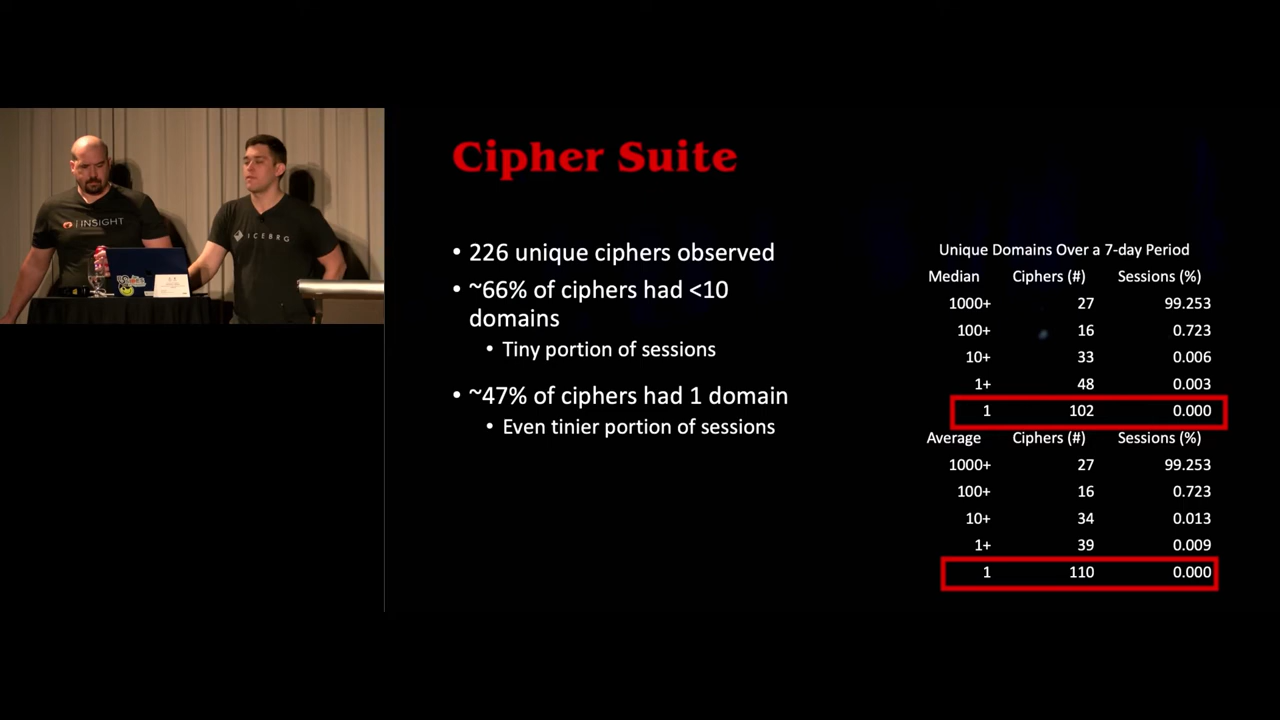 INSIGHT
ICEBRG
Cipher Suite
• 226 unique ciphers observed
• ~66% of ciphers had <10
domains
• Tiny portion of sessions
• ~47% of ciphers had 1 domain
• Even tinier portion of sessions
Unique Domains Over a 7-day Period
Median Ciphers (#) Sessions (%)
1000+ 27 99.253
100+ 16 0.723
10+ 33 0.006
1+ 48 0.003
1 102 0.000
Average Ciphers (#) Sessions (%)
1000+ 27 99.253
100+ 16 0.723
10+ 34 0.013
1+ 39 0.009
1 110 0.000